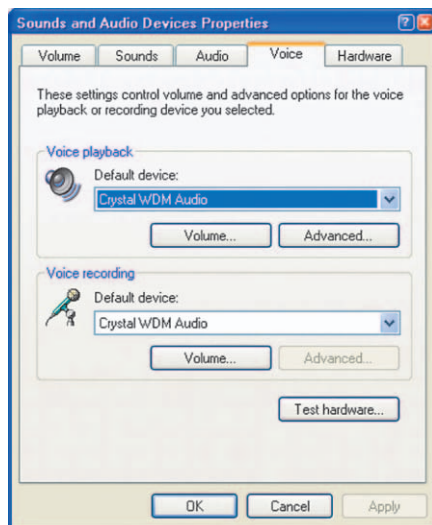 Sounds and Audio Devices Properties
Volume Sounds Audio Voice Hardware
These settings control volume and advanced options for the voice
playback or recording device you selected.
Voice playback
Default device:
Crystal WDM Audio
Volume... Advanced...
Voice recording
Default device:
Crystal WDM Audio
Volume... Advanced...
Test hardware...
OK Cancel Apply